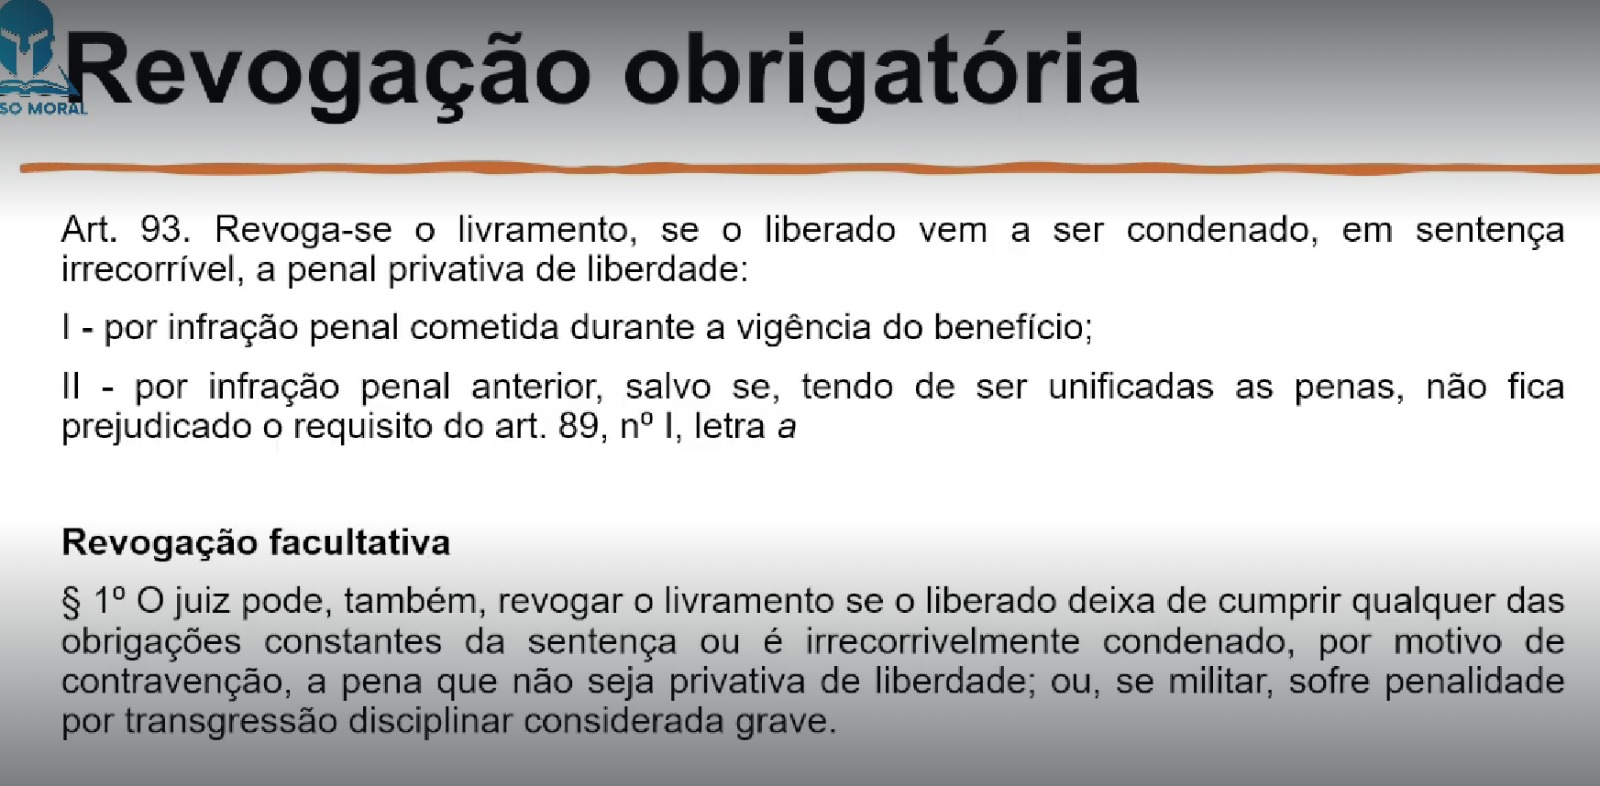 Revogação obrigatória
SO MORAL
Art. 93. Revoga-se o livramento, se o liberado vem a ser condenado, em sentença
irrecorrível, a penal privativa de liberdade:
I - por infração penal cometida durante a vigência do benefício;
II - por infração penal anterior, salvo se, tendo de ser unificadas as penas, não fica
prejudicado o requisito do art. 89, nº I, letra a
Revogação facultativa
§ 1º O juiz pode, também, revogar o livramento se o liberado deixa de cumprir qualquer das
obrigações constantes da sentença ou é irrecorrivelmente condenado, por motivo de
contravenção, a pena que não seja privativa de liberdade; ou, se militar, sofre penalidade
por transgressão disciplinar considerada grave.